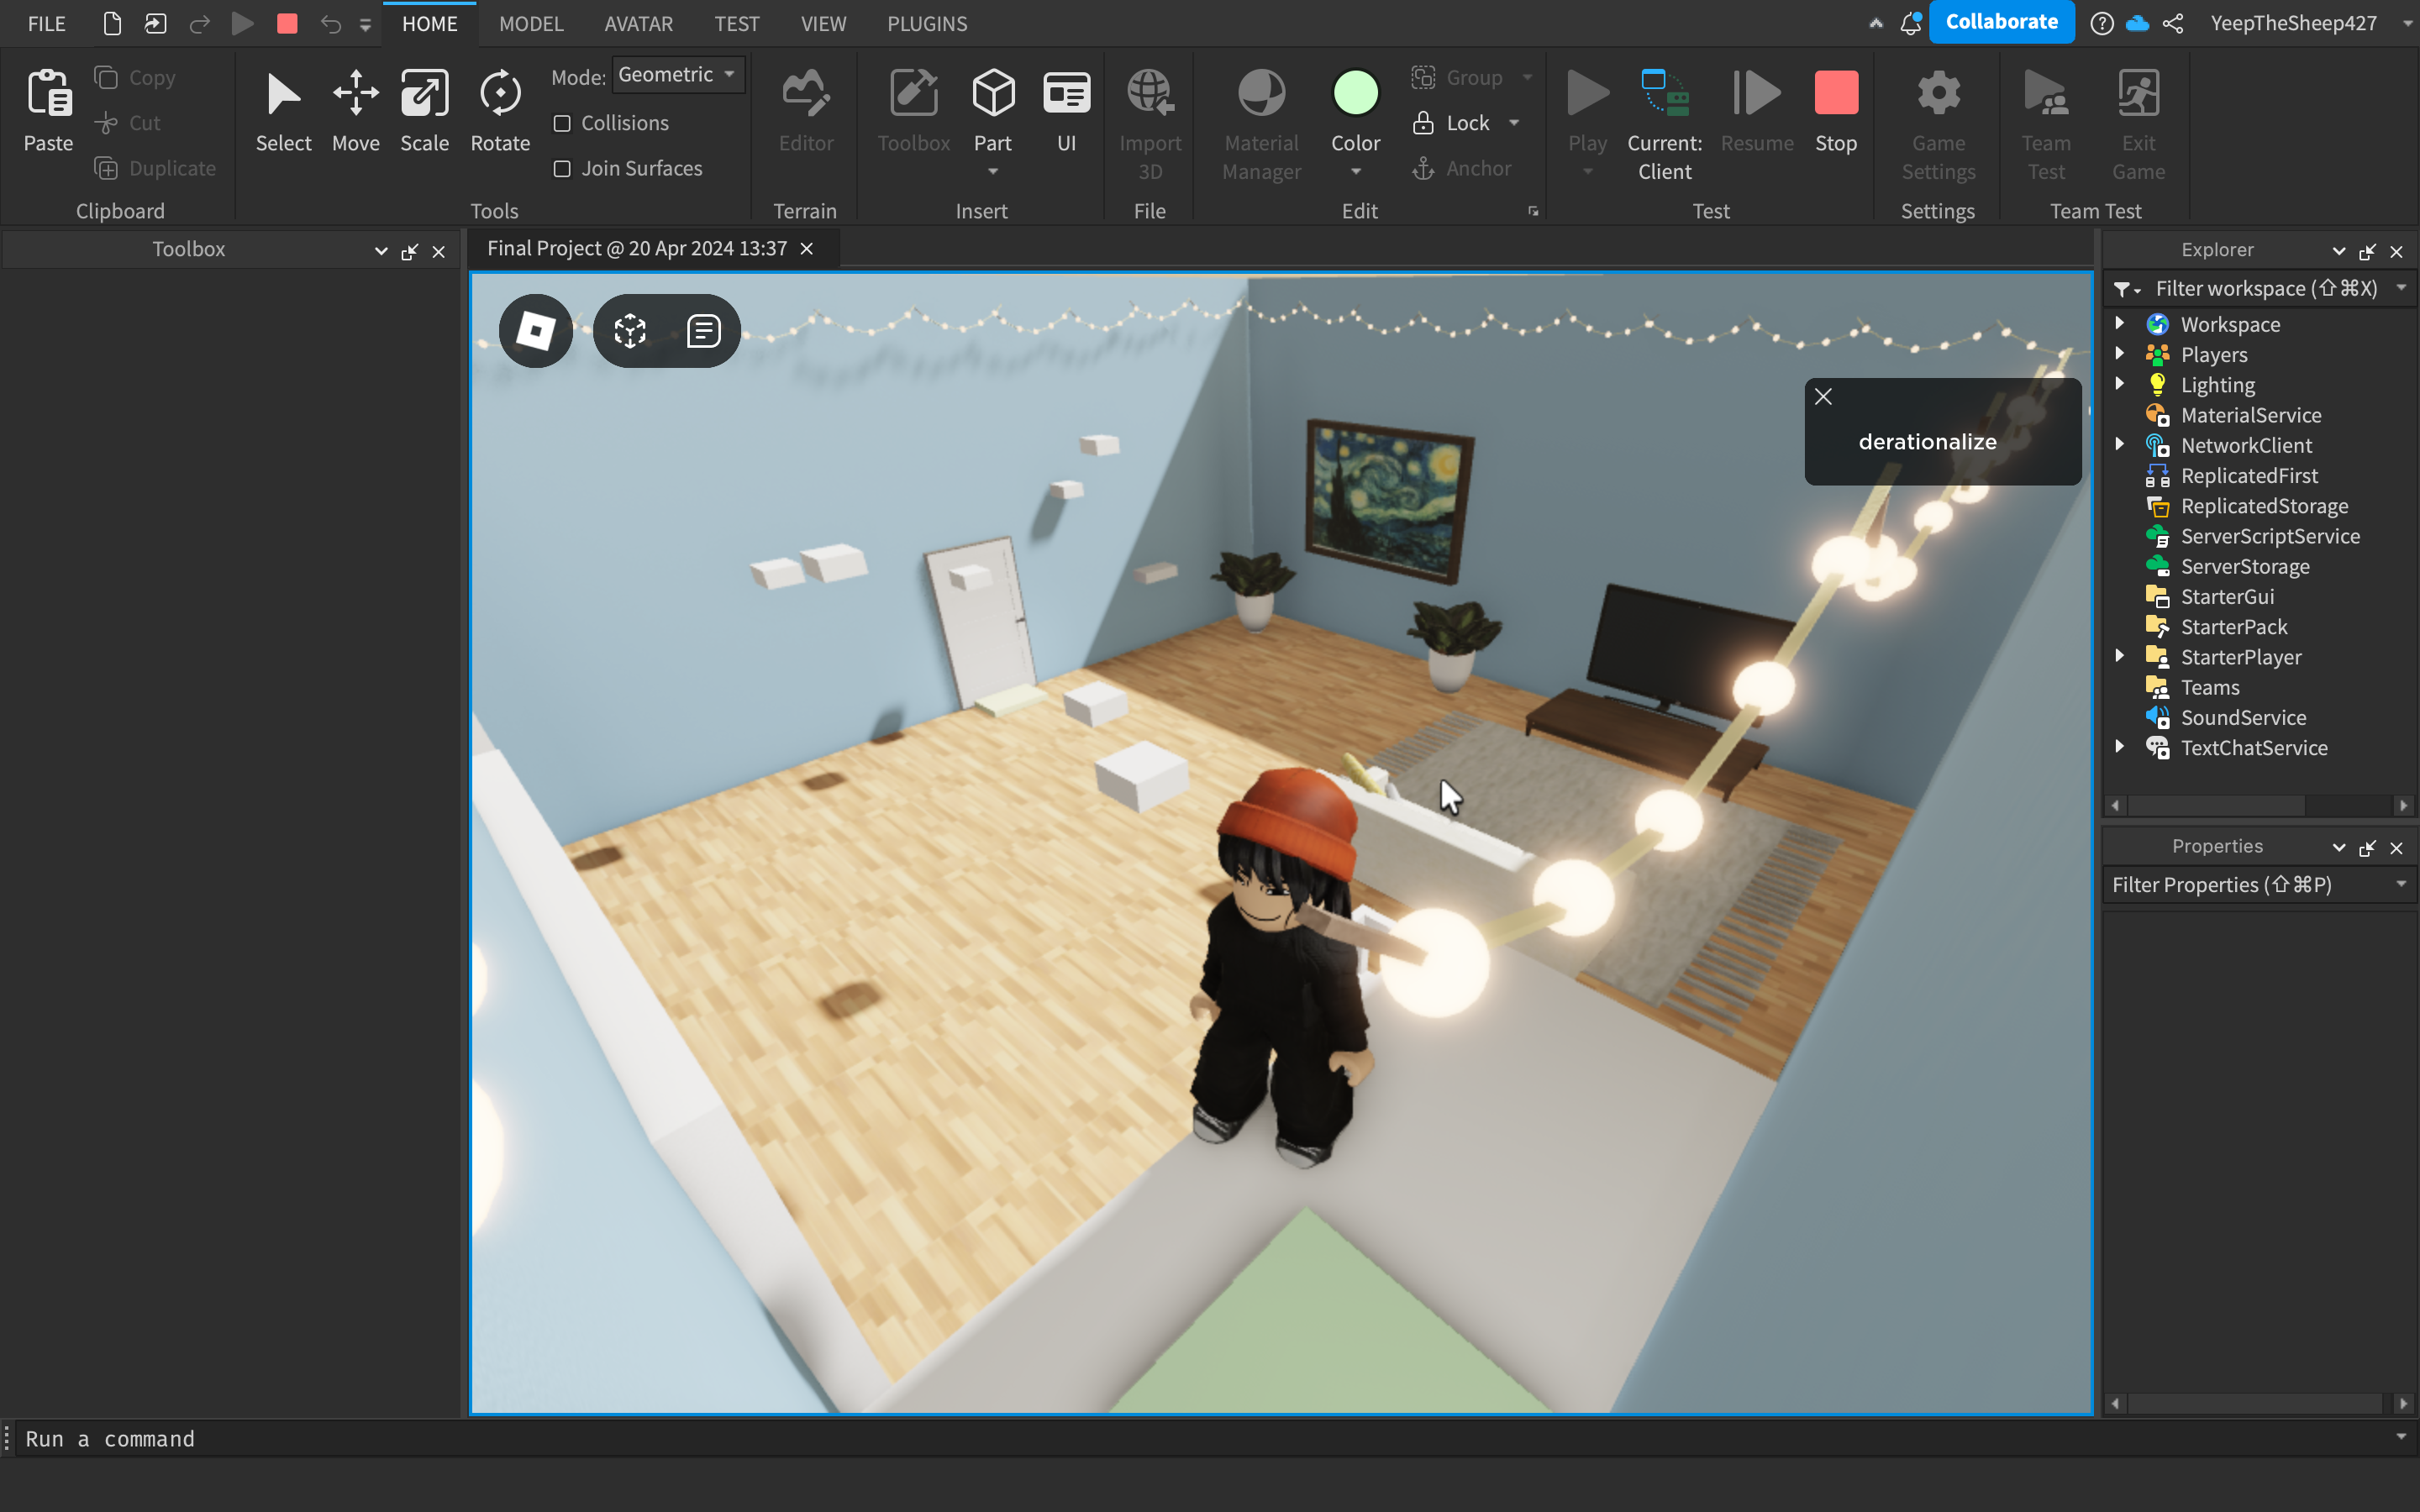 FILE
HOME
MODEL
AVATAR
TEST
VIEW
PLUGINS
Collaborate
YeepTheSheep427
Paste
Copy
Cut
Duplicate
Clipboard
Select
Move
Scale
Rotate
Mode: Geometric
Collisions
Join Surfaces
Tools
Editor
Terrain
Toolbox
Part
UI
Insert
Import
3D
File
Material
Manager
Color
Group
Lock
Anchor
Edit
Play
Current:
Client
Resume
Stop
Test
Game
Settings
Settings
Team
Test
Exit
Game
Team Test
Toolbox
Final Project @ 20 Apr 2024 13:37
derationalize
Explorer
Filter workspace (⇧⌘X)
Workspace
Players
Lighting
MaterialService
NetworkClient
ReplicatedFirst
ReplicatedStorage
ServerScriptService
ServerStorage
StarterGui
StarterPack
StarterPlayer
Teams
SoundService
TextChatService
Properties
Filter Properties (⇧⌘P)
Run a command